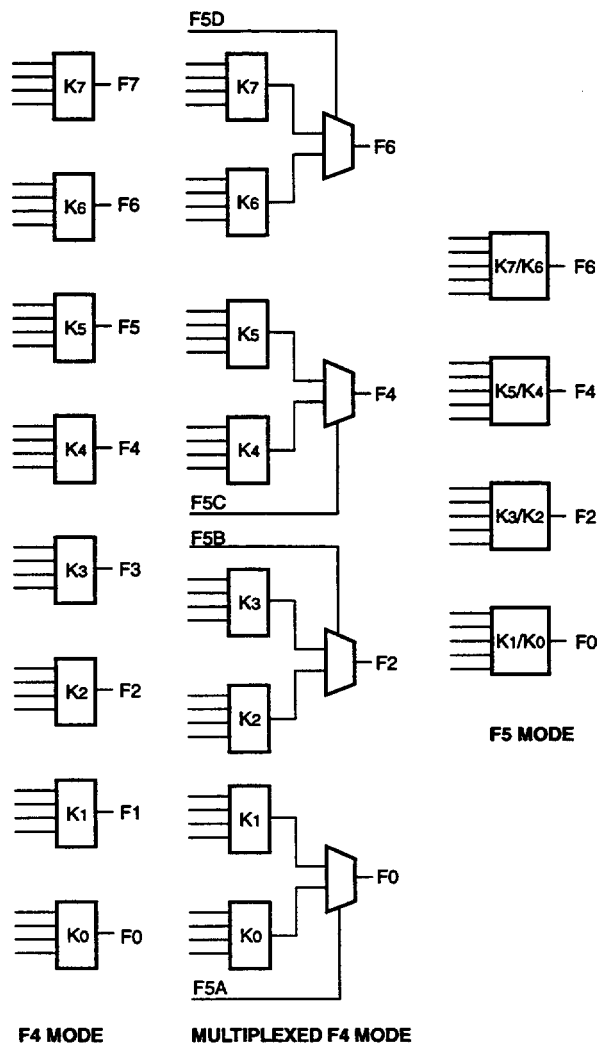 K7 F7
K6 F6
K5 F5
K4 F4
K3 F3
K2 F2
K1 F1
K0 F0
F4 MODE
F5D
K7
F6
K6
K5
F4
K4
F5C
F5B
K3
F2
K2
K1
F0
K0
F5A
MULTIPLEXED F4 MODE
K7/K6 F6
K5/K4 F4
K3/K2 F2
K1/K0 F0
F5 MODE